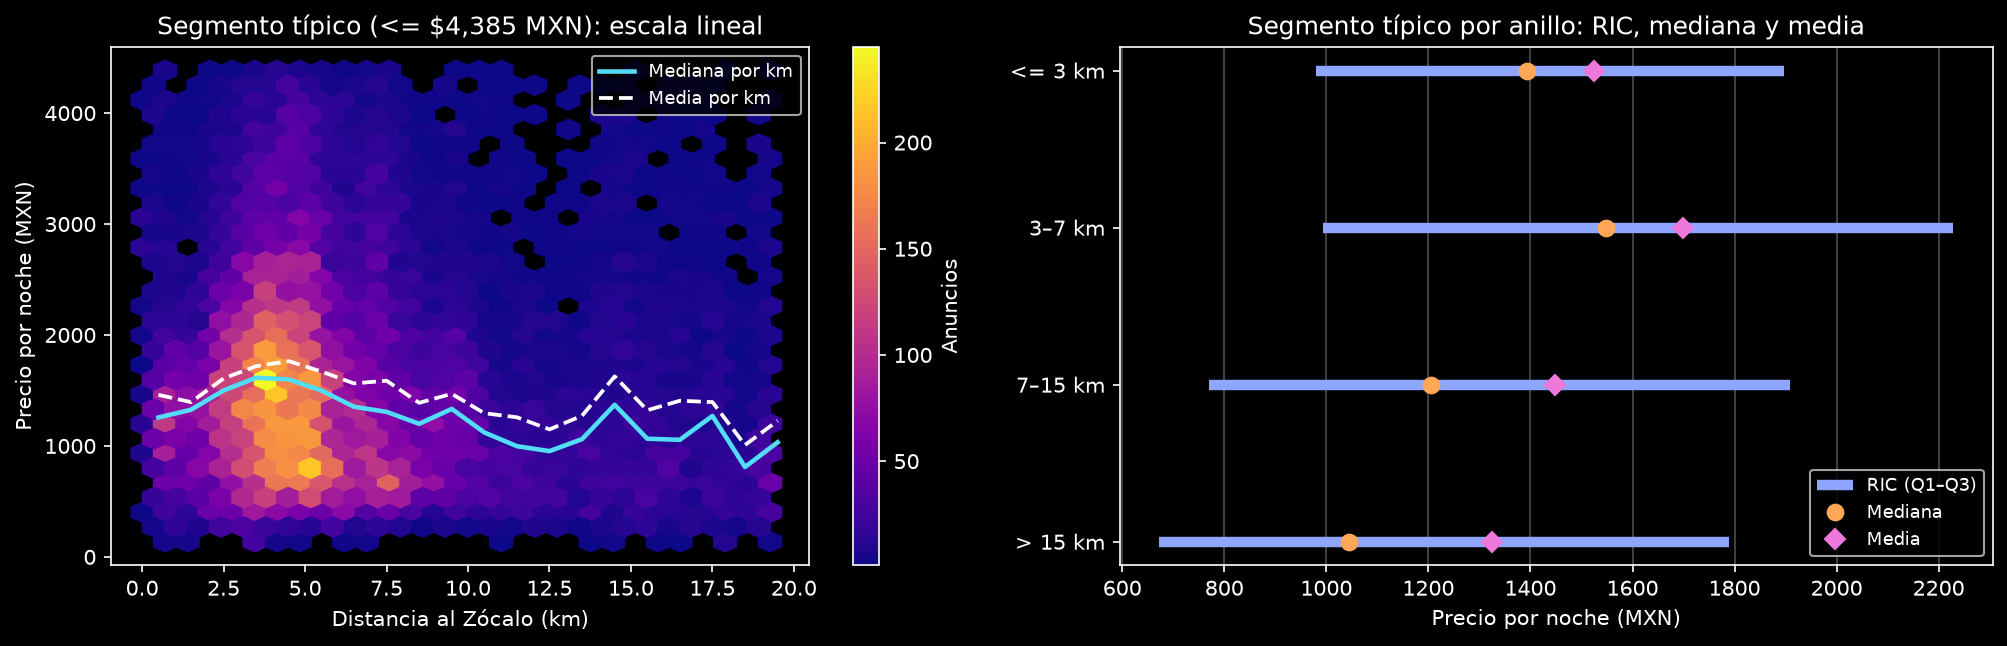 Segmento típico (<= $4,385 MXN): escala lineal
Mediana por km
Media por km
4000
3000
2000
1000
0
Precio por noche (MXN)
0.0 2.5 5.0 7.5 10.0 12.5 15.0 17.5 20.0
Distancia al Zócalo (km)
200
150
100
50
Anuncios
Segmento típico por anillo: RIC, mediana y media
<= 3 km
3–7 km
7–15 km
> 15 km
RIC (Q1–Q3)
Mediana
Media
600 800 1000 1200 1400 1600 1800 2000 2200
Precio por noche (MXN)